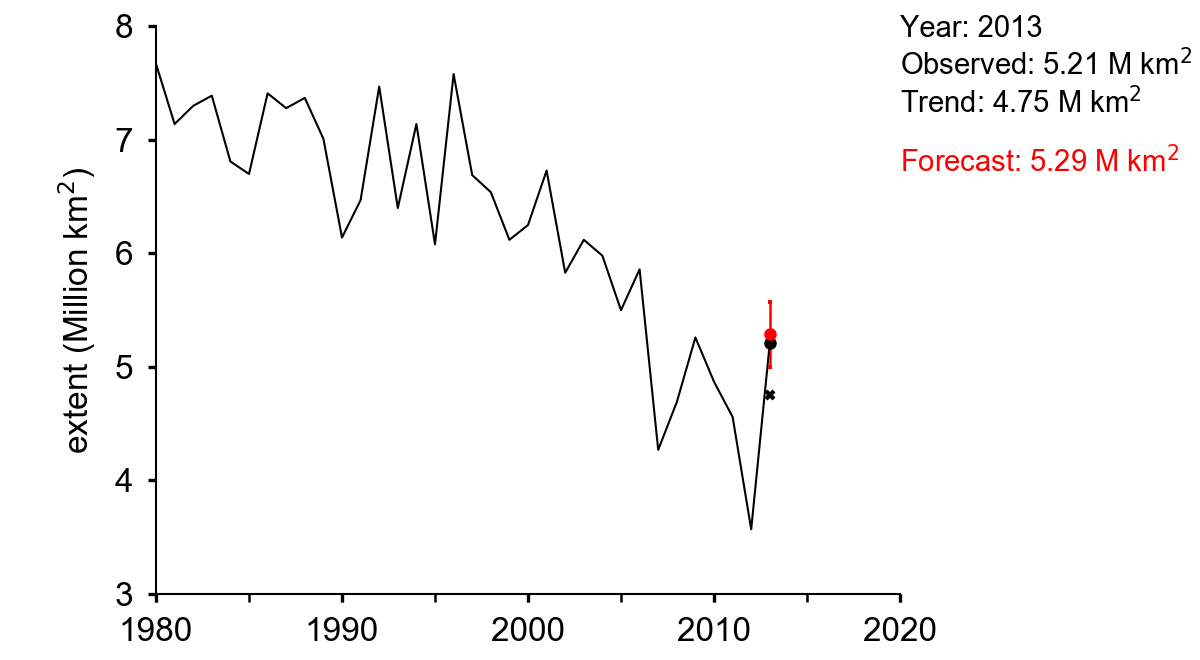 Year: 2013
Observed: 5.21 M km²
Trend: 4.75 M km²
Forecast: 5.29 M km²
extent (Million km²)
8
7
6
5
4
3
1980
1990
2000
2010
2020